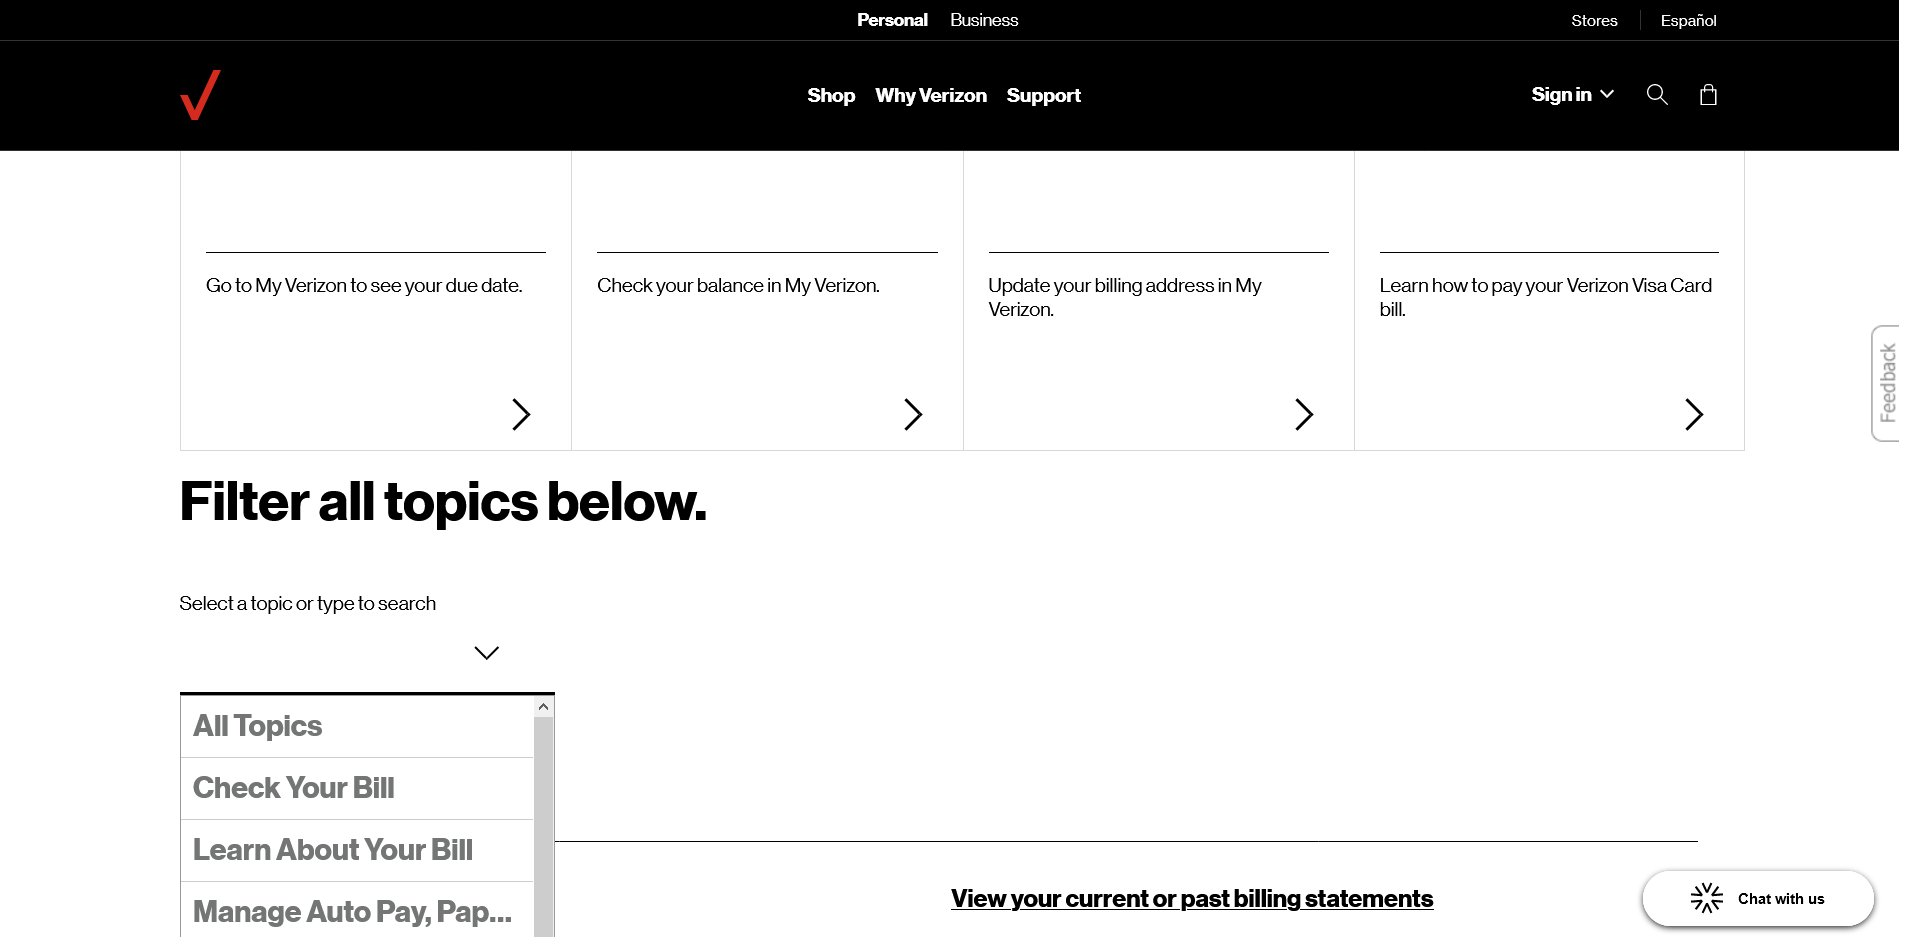 Personal Business
Stores Español
Shop Why Verizon Support
Sign in
Go to My Verizon to see your due date.
Check your balance in My Verizon.
Update your billing address in My
Verizon.
Learn how to pay your Verizon Visa Card
bill.
Feedback
Filter all topics below.
Select a topic or type to search
All Topics
Check Your Bill
Learn About Your Bill
Manage Auto Pay, Pap...
View your current or past billing statements
Chat with us